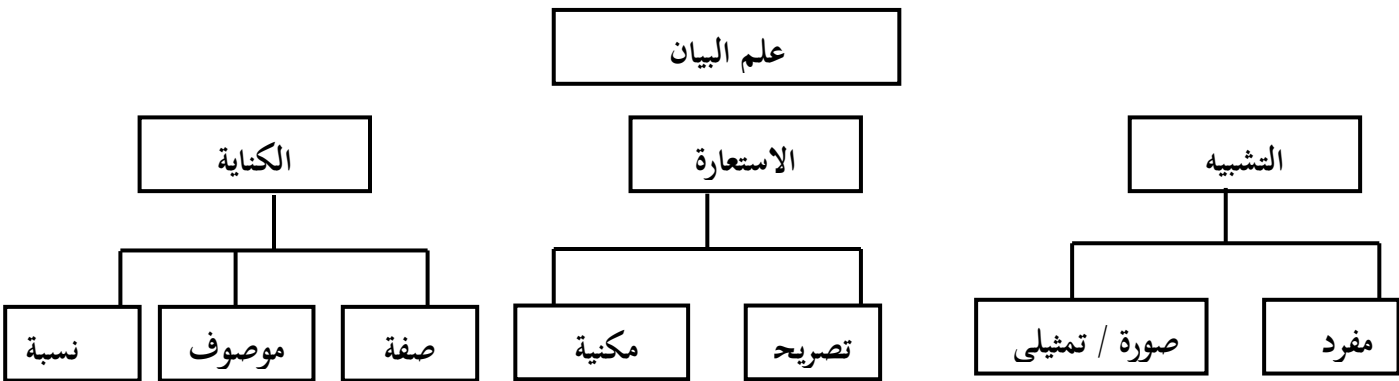 علم البيان
التشبيه
الاستعارة
الكناية
مفرد
صورة / تمثيلى
تصريح
مكنية
صفة
موصوف
نسبة